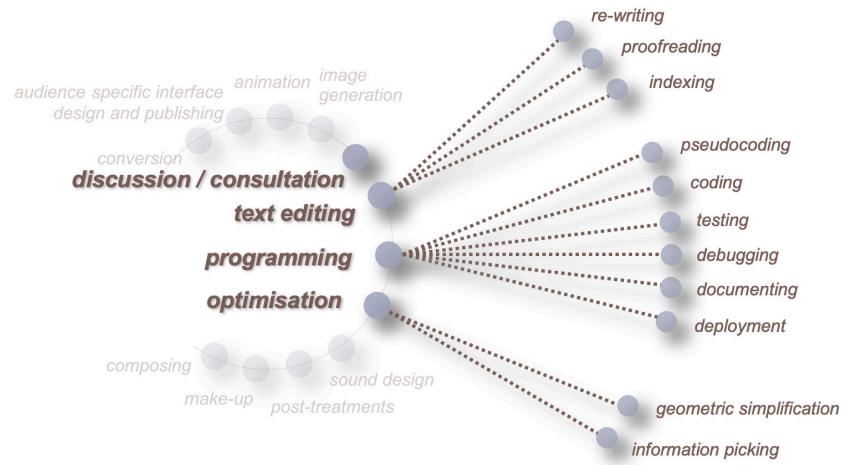 re-writing
proofreading
indexing
animation
image
generation
audience specific interface
design and publishing
conversion
discussion / consultation
text editing
programming
optimisation
pseudocoding
coding
testing
debugging
documenting
deployment
composing
make-up
post-treatments
sound design
geometric simplification
information picking